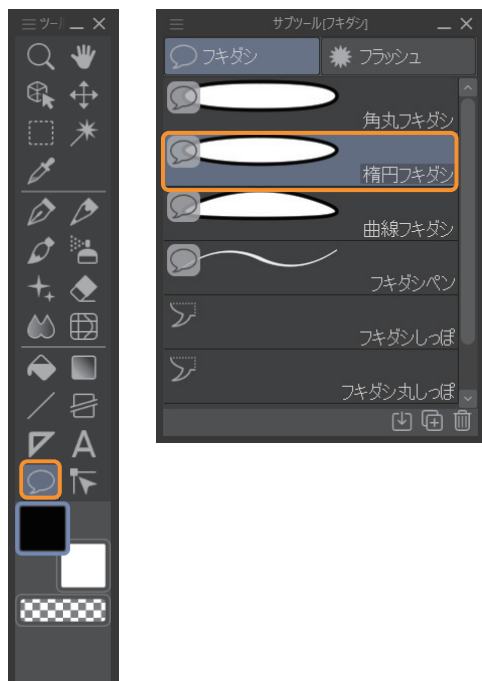 ツール
サブツール[フキダシ]
フキダシ
フラッシュ
角丸フキダシ
楕円フキダシ
曲線フキダシ
フキダシペン
フキダシしっぽ
フキダシ丸しっぽ
A